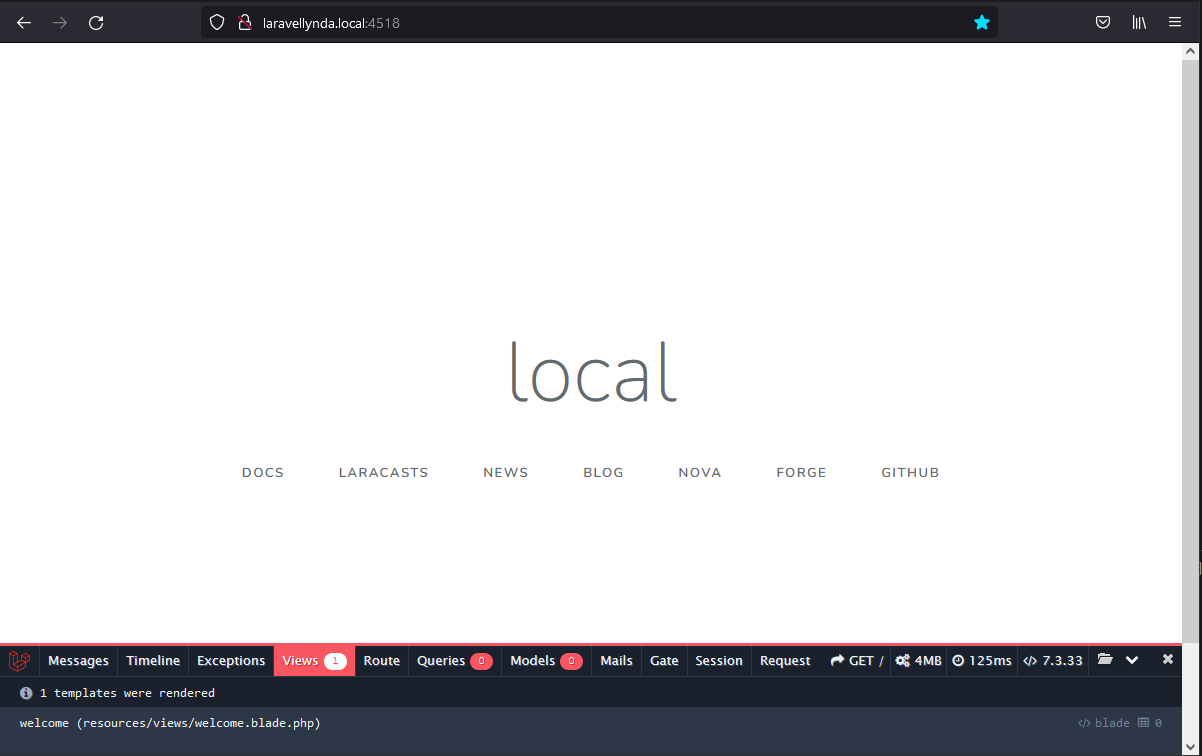 laravellynda.local:4518
local
DOCS LARACASTS NEWS BLOG NOVA FORGE GITHUB
Messages Timeline Exceptions Views 1 Route Queries 0 Models 0 Mails Gate Session Request GET / 4MB 125ms </> 7.3.33
1 templates were rendered
welcome (resources/views/welcome.blade.php) </> blade 0